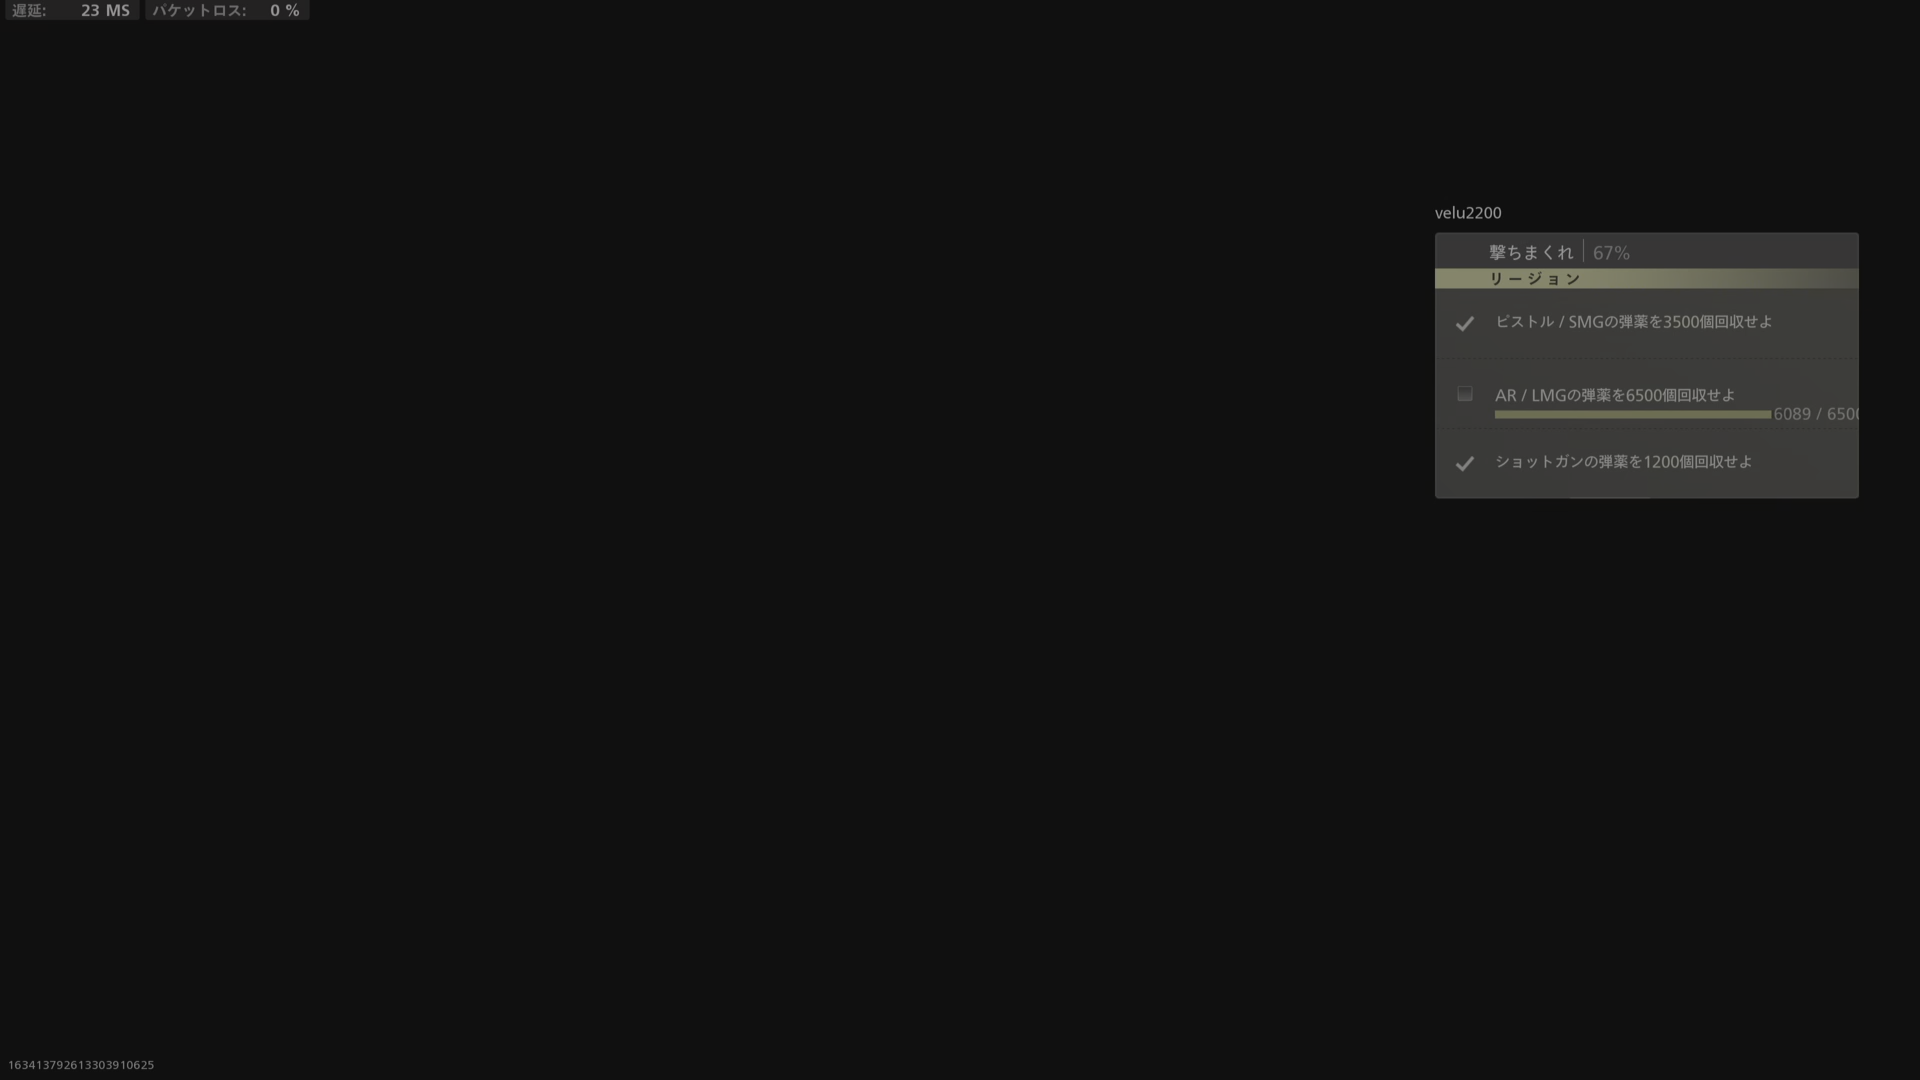 遅延: 23 MS パケットロス: 0 %
velu2200
撃ちまくれ 67%
リージョン
ピストル / SMGの弾薬を3500個回収せよ
AR / LMGの弾薬を6500個回収せよ
6089 / 6500
ショットガンの弾薬を1200個回収せよ
163413792613303910625